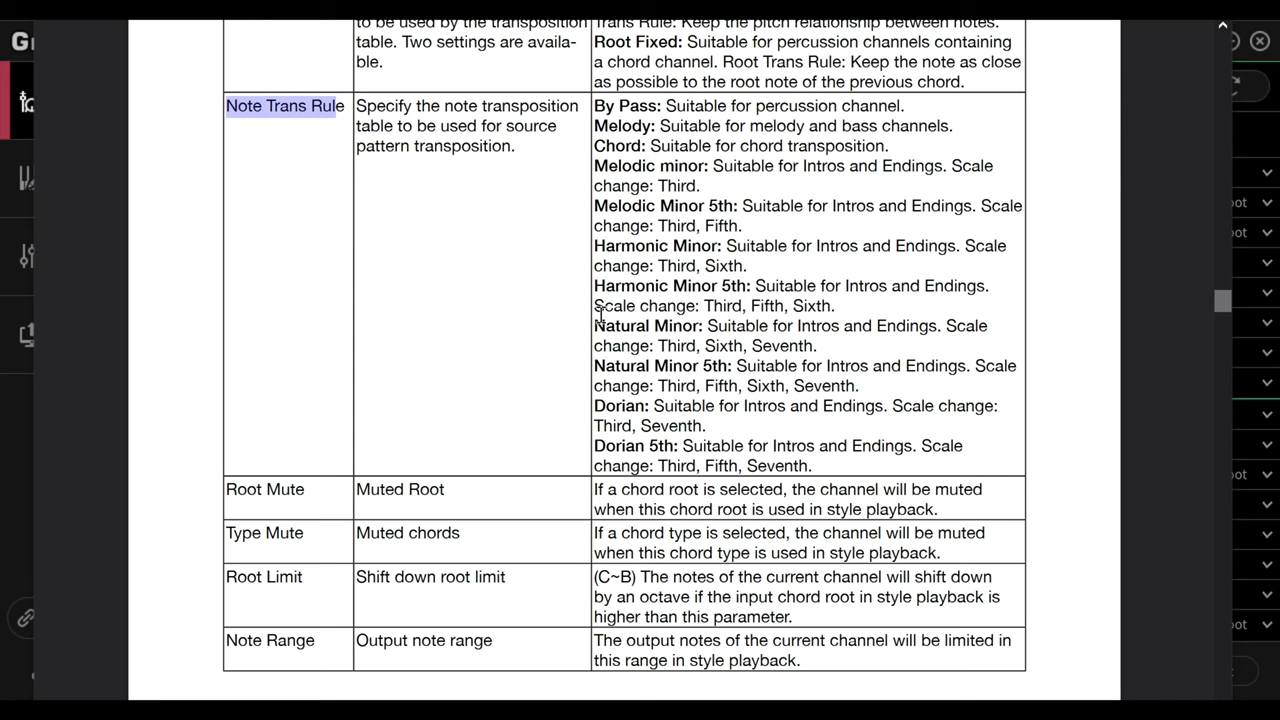 to be used by the transposition
table. Two settings are availa-
ble.
Trans Rule: Keep the pitch relationship between notes.
Root Fixed: Suitable for percussion channels containing
a chord channel. Root Trans Rule: Keep the note as close
as possible to the root note of the previous chord.
Note Trans Rule
Specify the note transposition
table to be used for source
pattern transposition.
By Pass: Suitable for percussion channel.
Melody: Suitable for melody and bass channels.
Chord: Suitable for chord transposition.
Melodic minor: Suitable for Intros and Endings. Scale
change: Third.
Melodic Minor 5th: Suitable for Intros and Endings. Scale
change: Third, Fifth.
Harmonic Minor: Suitable for Intros and Endings. Scale
change: Third, Sixth.
Harmonic Minor 5th: Suitable for Intros and Endings.
Scale change: Third, Fifth, Sixth.
Natural Minor: Suitable for Intros and Endings. Scale
change: Third, Sixth, Seventh.
Natural Minor 5th: Suitable for Intros and Endings. Scale
change: Third, Fifth, Sixth, Seventh.
Dorian: Suitable for Intros and Endings. Scale change:
Third, Seventh.
Dorian 5th: Suitable for Intros and Endings. Scale
change: Third, Fifth, Seventh.
Root Mute
Muted Root
If a chord root is selected, the channel will be muted
when this chord root is used in style playback.
Type Mute
Muted chords
If a chord type is selected, the channel will be muted
when this chord type is used in style playback.
Root Limit
Shift down root limit
(C~B) The notes of the current channel will shift down
by an octave if the input chord root in style playback is
higher than this parameter.
Note Range
Output note range
The output notes of the current channel will be limited in
this range in style playback.